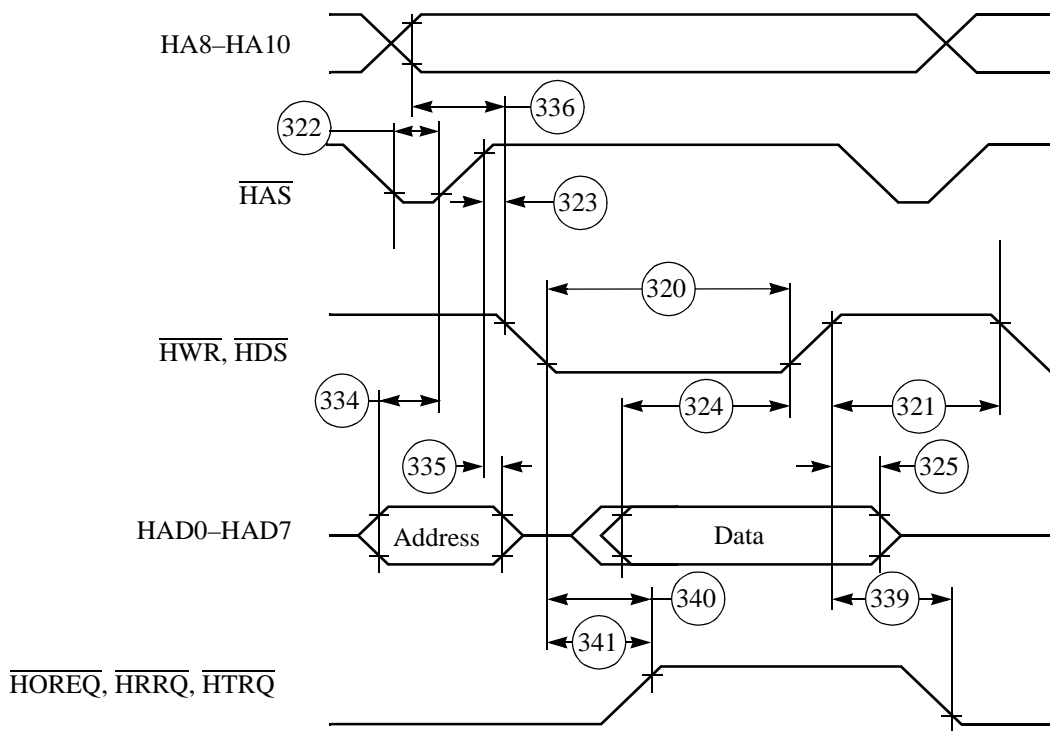 HA8–HA10
336
322
HAS
323
320
HWR, HDS
334
324
321
335
325
HAD0–HAD7
Address
Data
340
339
341
HOREQ, HRRQ, HTRQ